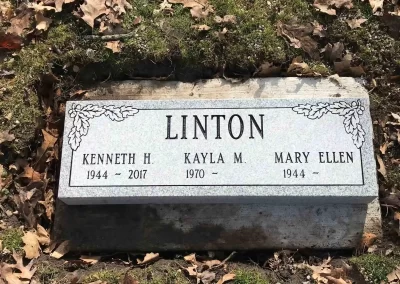 LINTON
KENNETH H. KAYLA M. MARY ELLEN
1944 - 2017 1970 - 1944 -